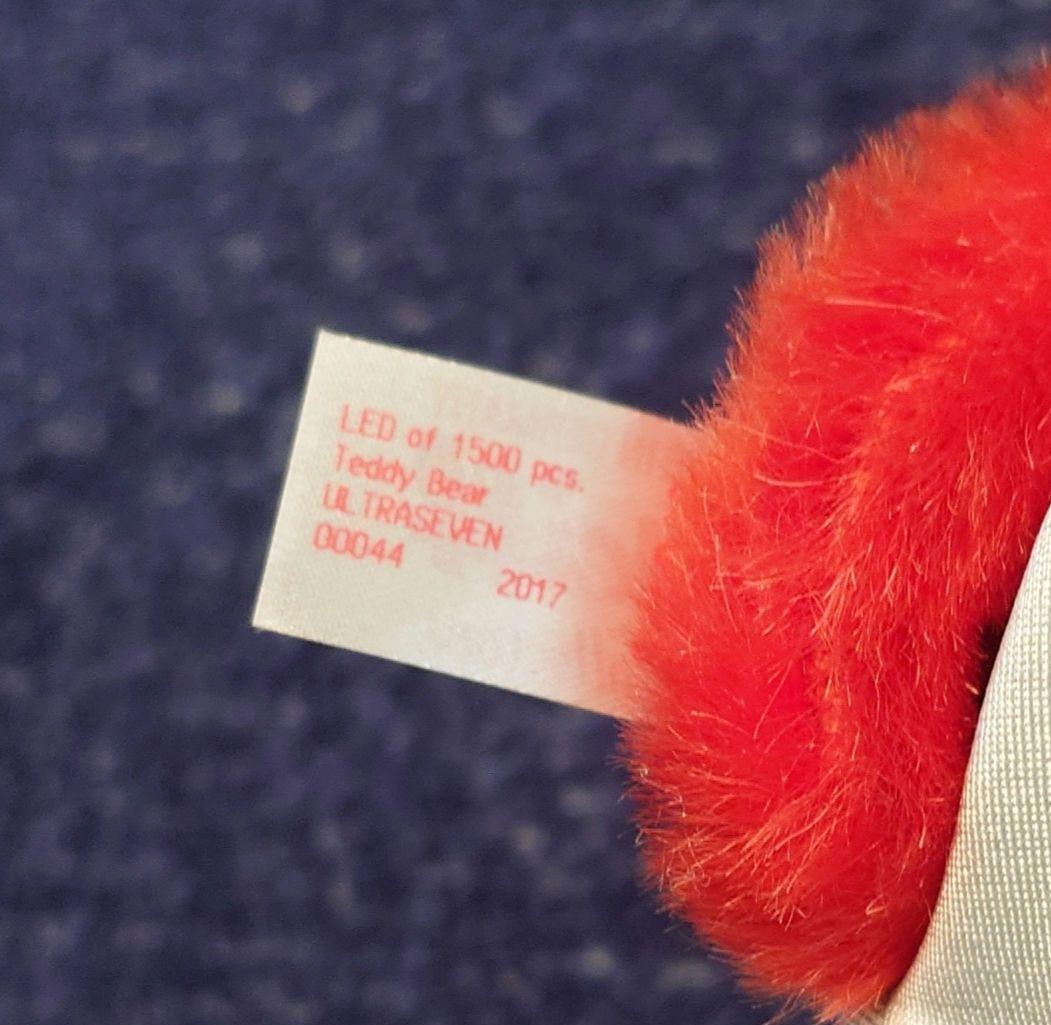 LED of 1500 pcs.
Teddy Bear
ULTRASEVEN
00044
2017